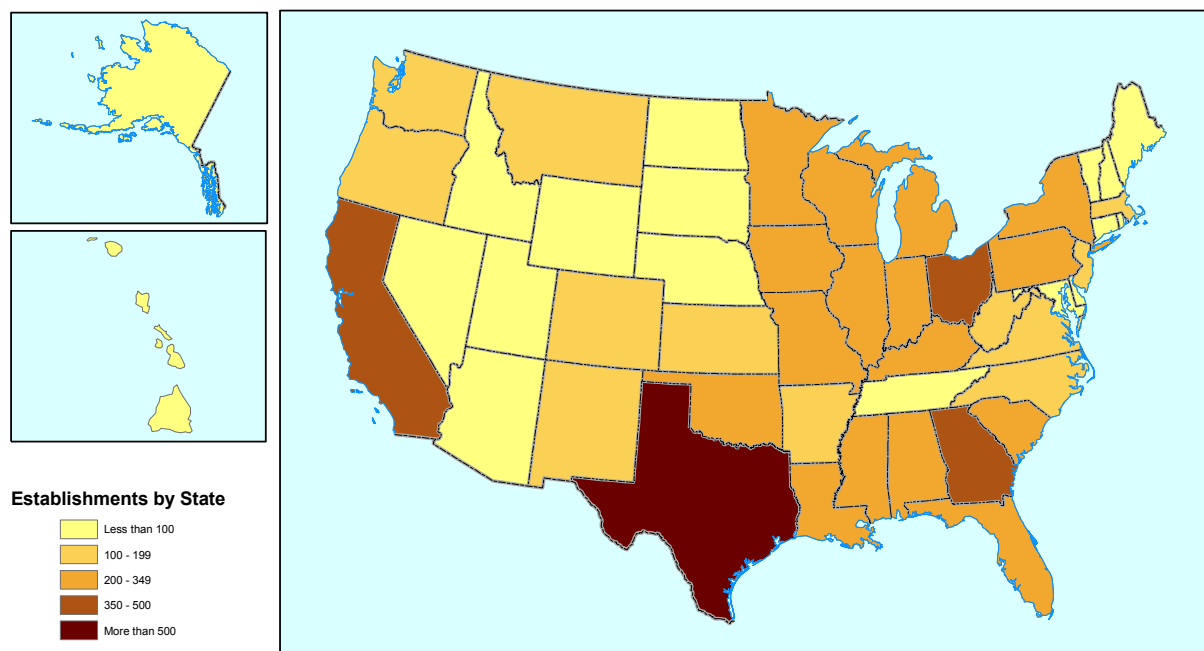 Establishments by State
Less than 100
100 - 199
200 - 349
350 - 500
More than 500